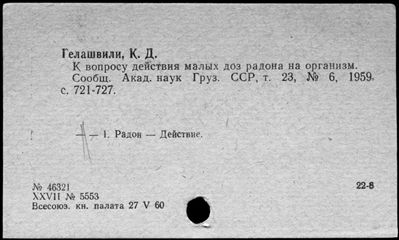 Гелашвили, К. Д.
К вопросу действия малых доз радона на организм.
Сообщ. Акад. наук Груз. ССР, т. 23, № 6, 1959.
с. 721-727.
— 1. Радон — Действие.
№ 46321
XXVII № 5553
Всесоюз. кн. палата 27 V 60
22-8